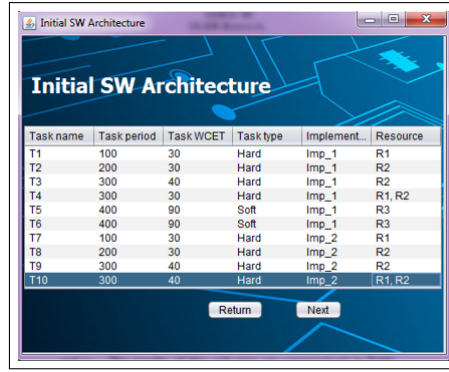 Initial SW Architecture
Initial SW Architecture
Task name Task period Task WCET Task type Implement... Resource
T1 100 30 Hard Imp_1 R1
T2 200 30 Hard Imp_1 R2
T3 300 40 Hard Imp_1 R2
T4 300 30 Hard Imp_1 R1, R2
T5 400 90 Soft Imp_1 R3
T6 400 90 Soft Imp_1 R3
T7 100 30 Hard Imp_2 R1
T8 200 30 Hard Imp_2 R2
T9 300 40 Hard Imp_2 R2
T10 300 40 Hard Imp_2 R1, R2
Return Next